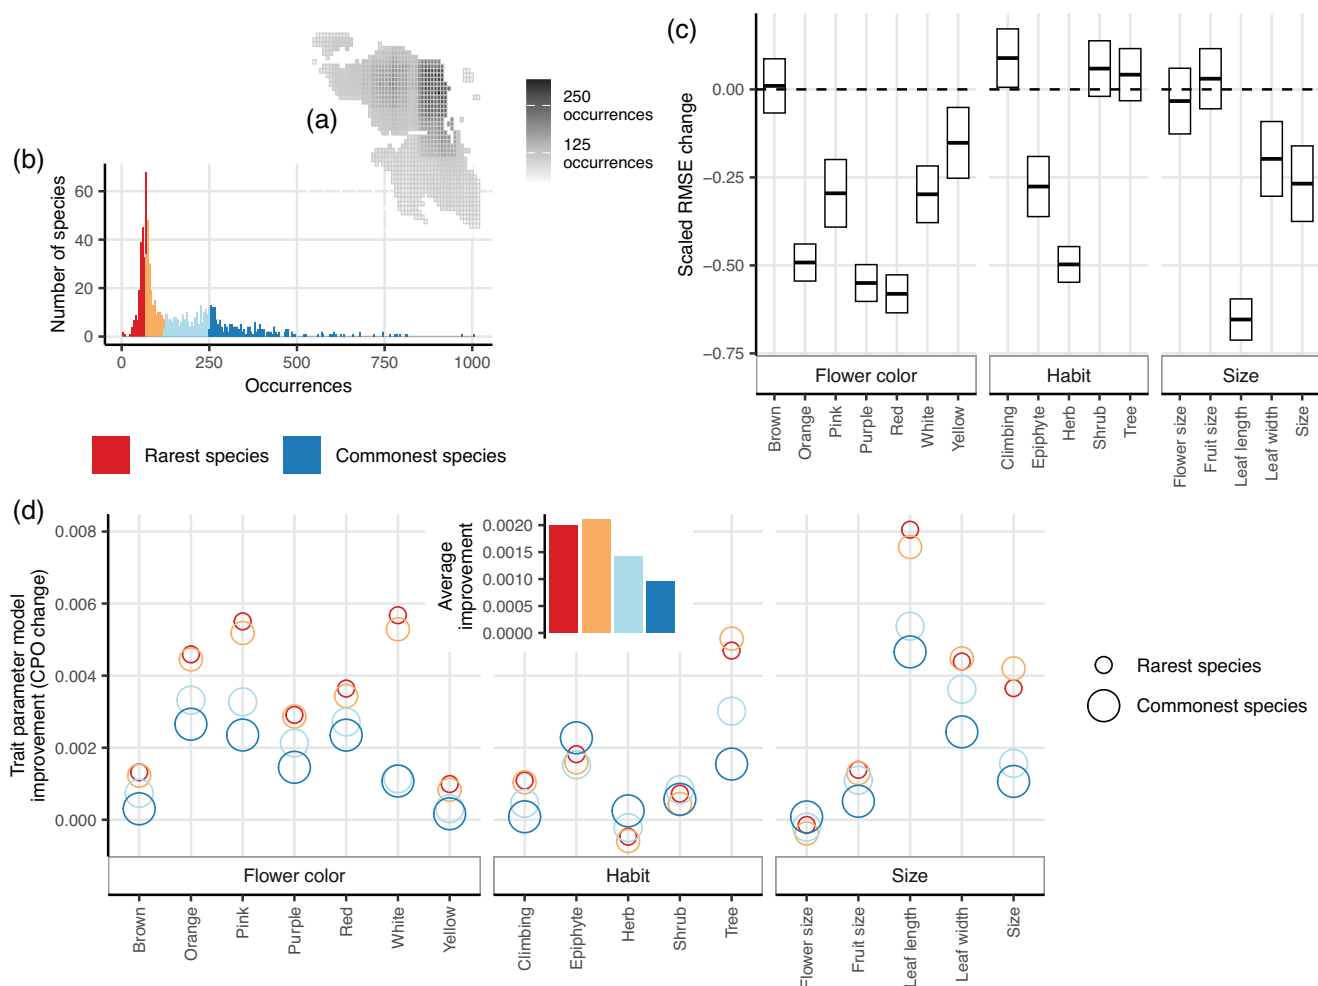 (a)
250
occurrences
125
occurrences
(b)
Number of species
60
40
20
0
0
250
500
750
1000
Occurrences
Rarest species
Commonest species
(c)
Scaled RMSE change
0.00
−0.25
−0.50
−0.75
Flower color
Habit
Size
Brown
Orange
Pink
Purple
Red
White
Yellow
Climbing
Epiphyte
Herb
Shrub
Tree
Flower size
Fruit size
Leaf length
Leaf width
Size
(d)
Trait parameter model
improvement (CPO change)
0.008
0.006
0.004
0.002
0.000
Average
improvement
0.0020
0.0015
0.0010
0.0005
0.0000
Flower color
Habit
Size
Brown
Orange
Pink
Purple
Red
White
Yellow
Climbing
Epiphyte
Herb
Shrub
Tree
Flower size
Fruit size
Leaf length
Leaf width
Size
Rarest species
Commonest species